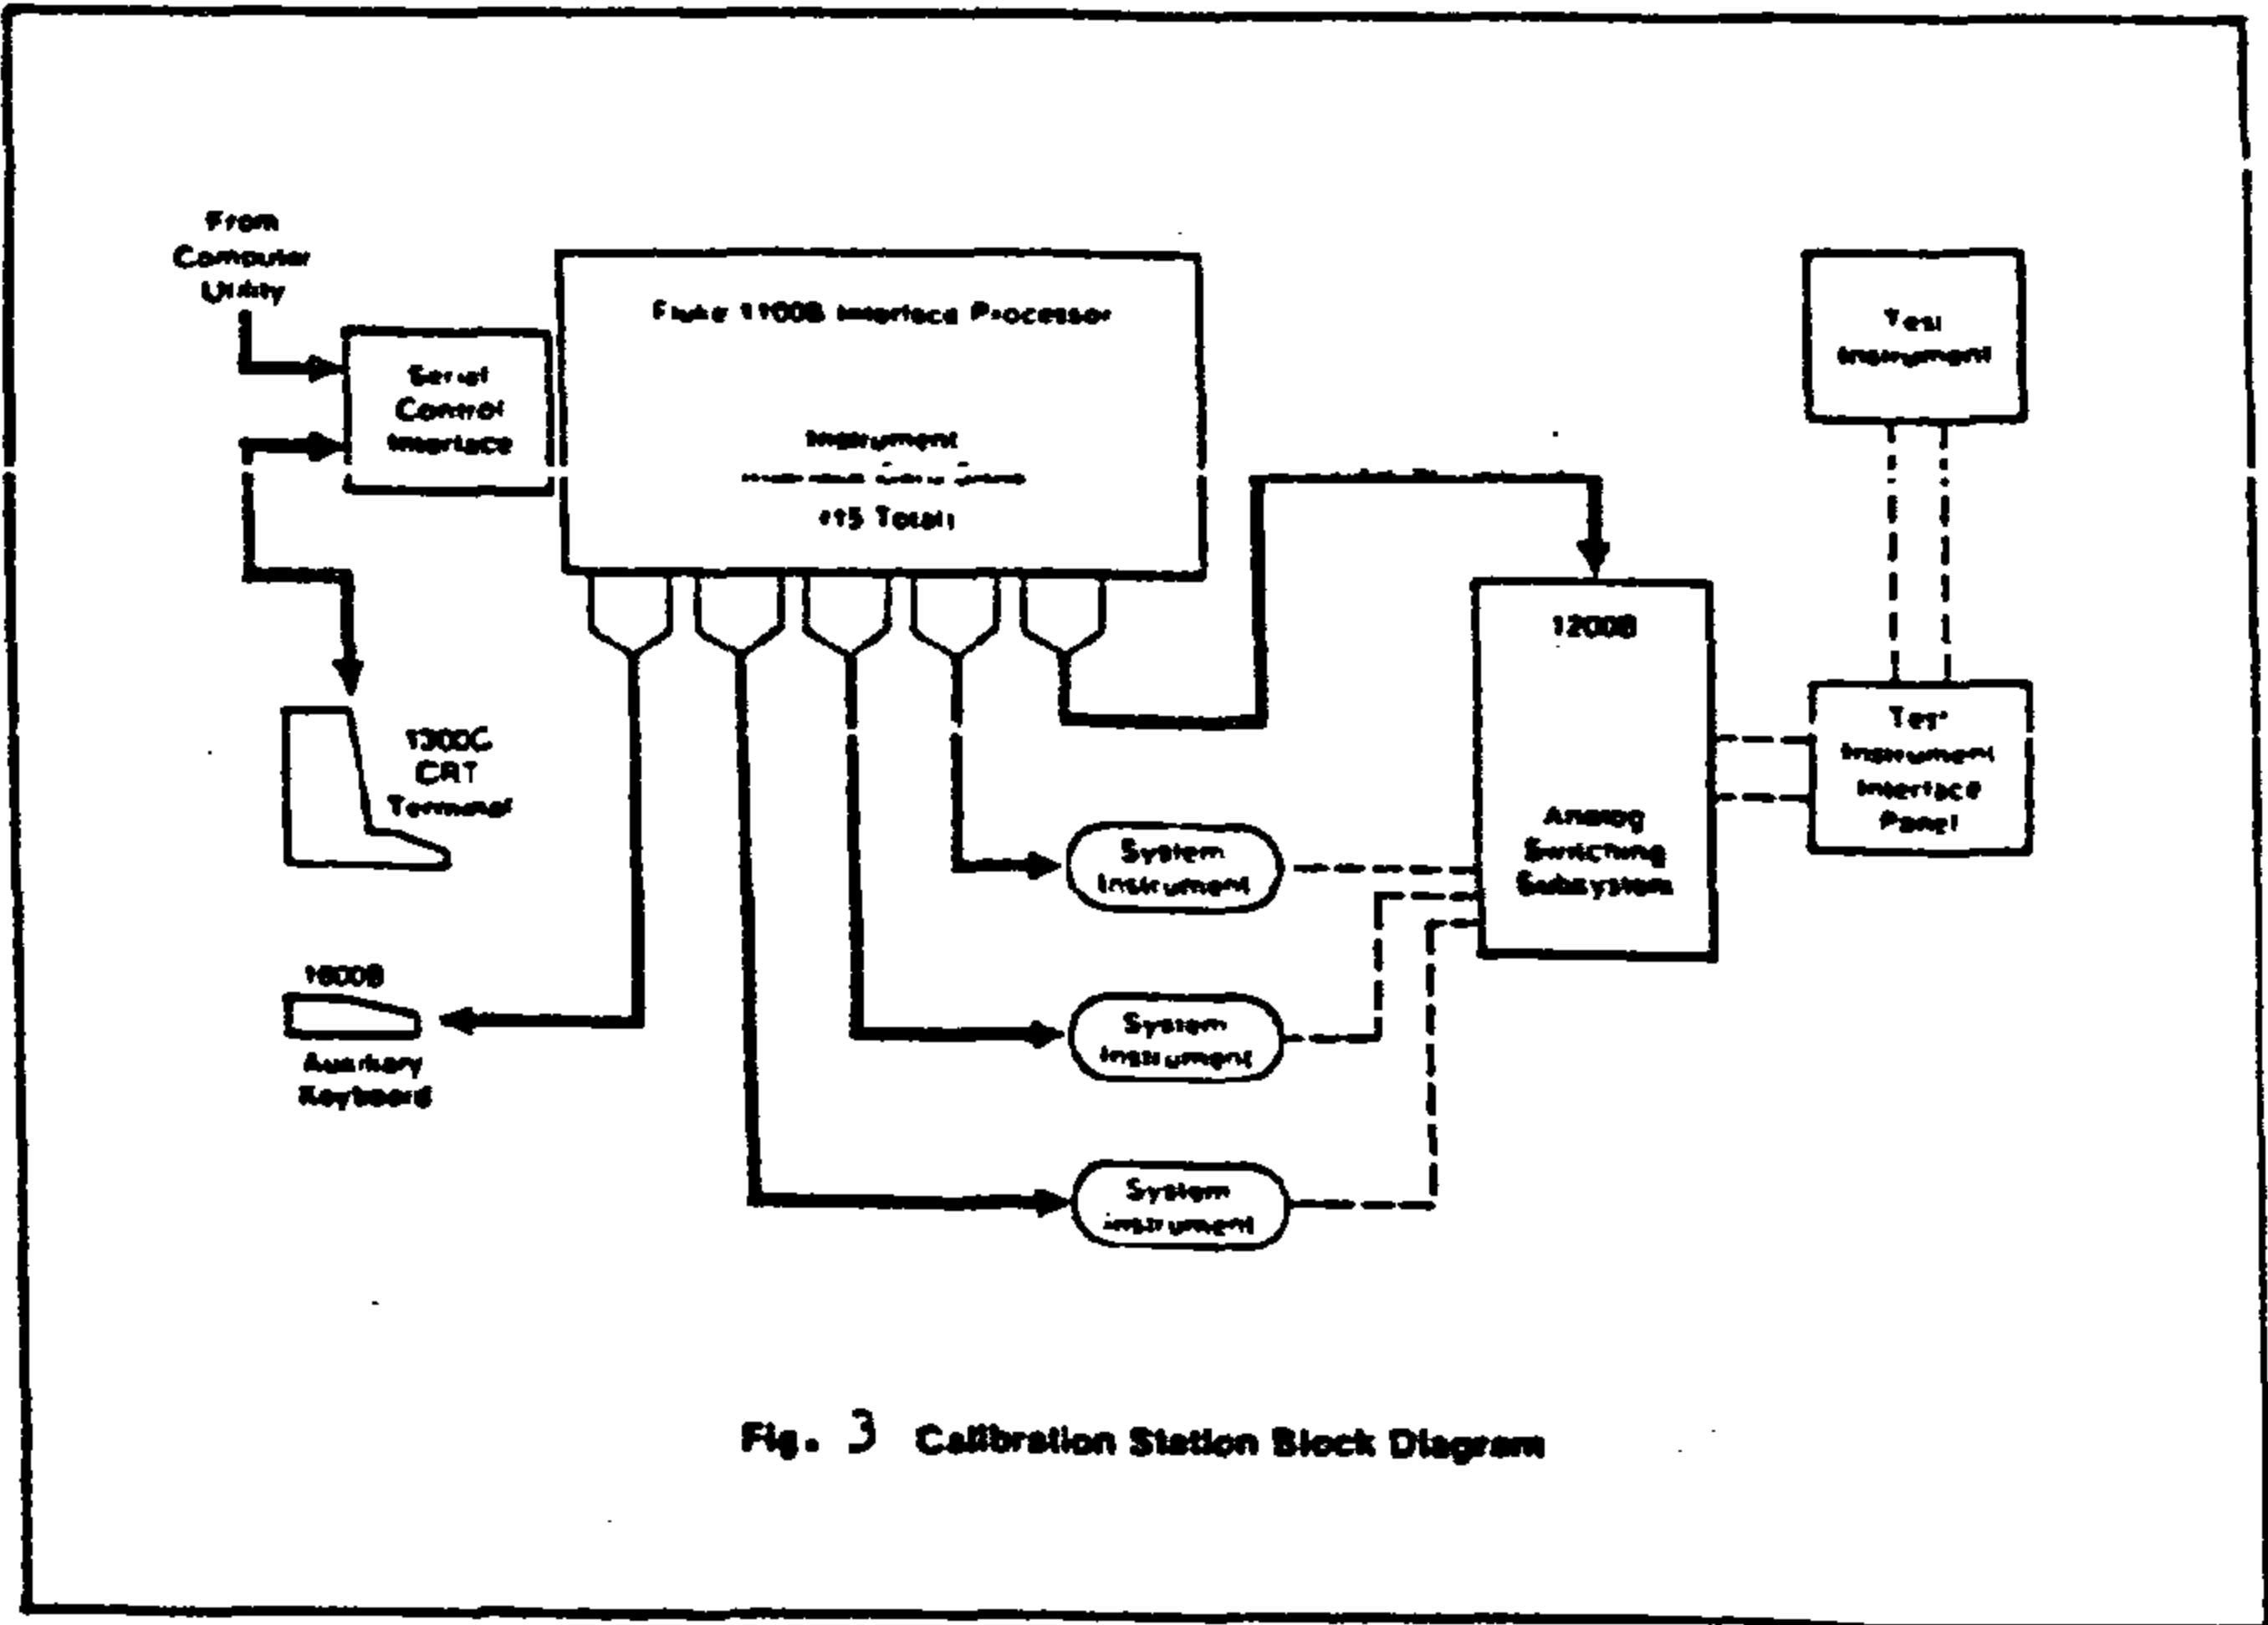 From
Computer
Utility
Serial
Control
Interface
Fluke 1100B Interface Processor
Instrument
(15 Total)
1200B
Analog
Switching
Subsystem
Test
Instrument
Test
Instrument
Interface
Panel
CRT
Terminal
Auxiliary
Keyboard
System
Instrument
System
Instrument
System
Instrument
Fig. 3 Calibration Station Block Diagram